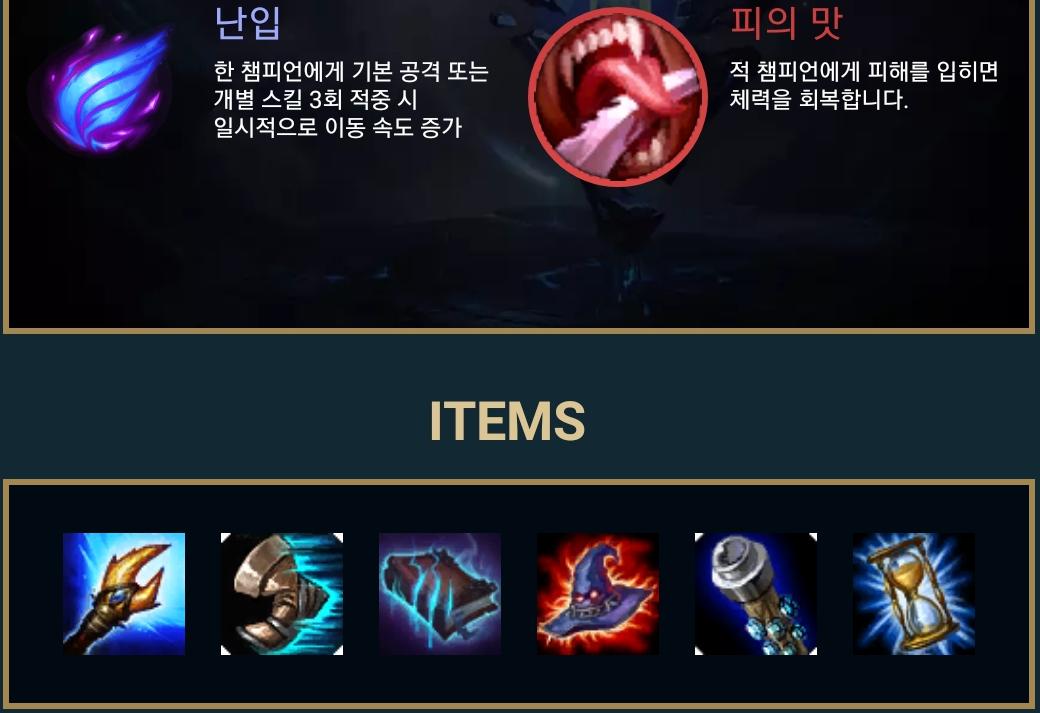 난입
한 챔피언에게 기본 공격 또는
개별 스킬 3회 적중 시
일시적으로 이동 속도 증가
피의 맛
적 챔피언에게 피해를 입히면
체력을 회복합니다.
ITEMS